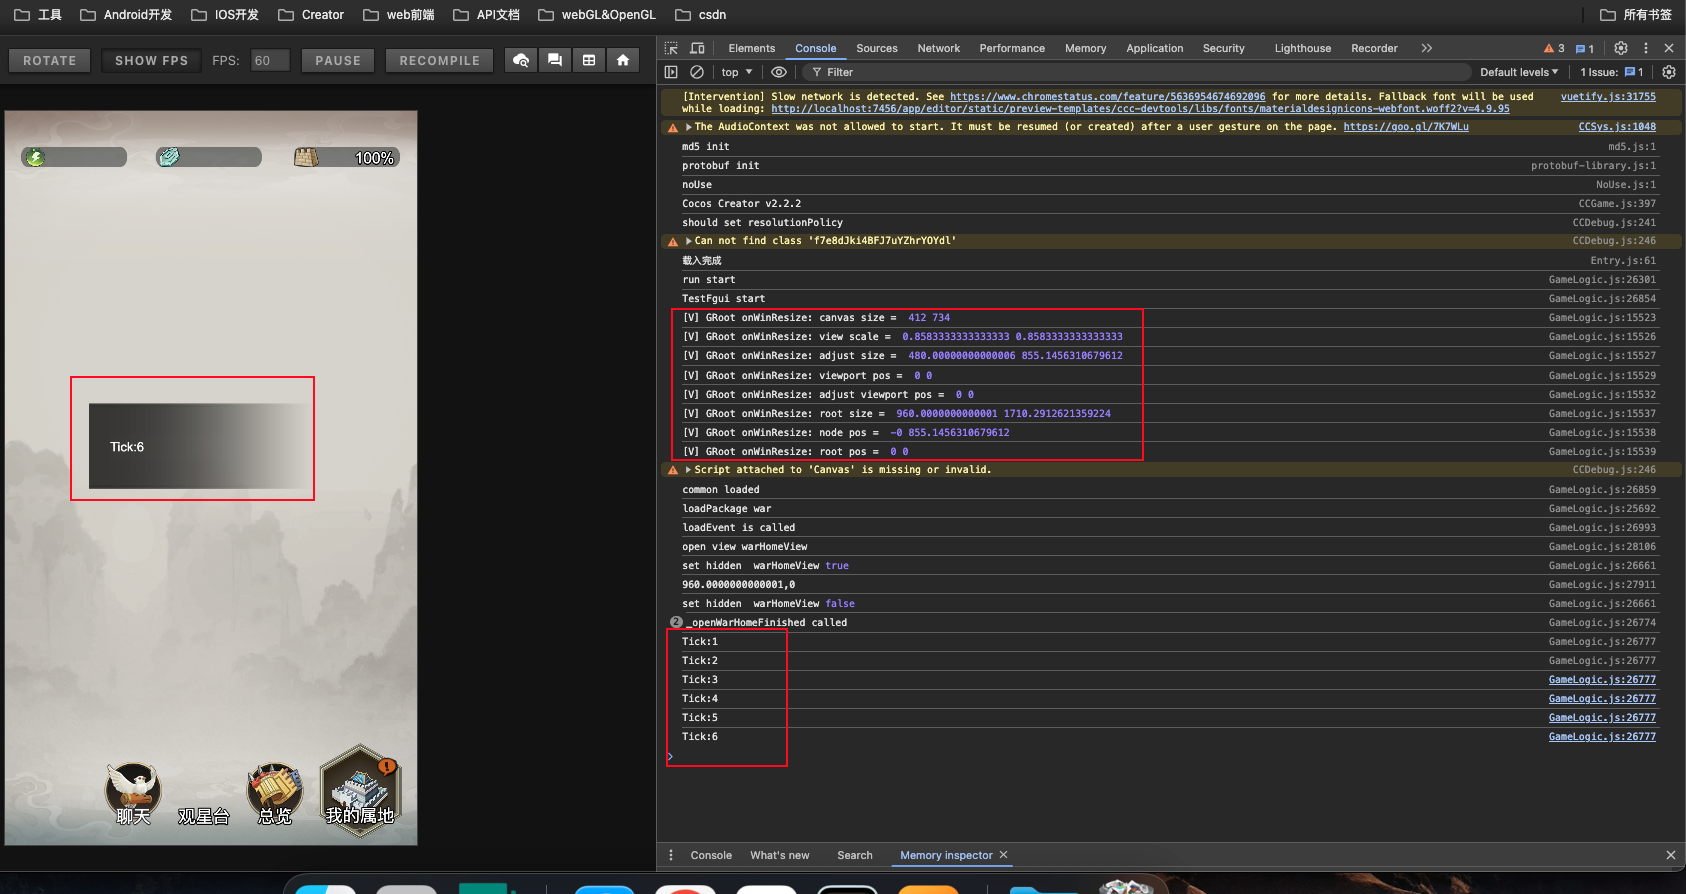 工具 Android开发 IOS开发 Creator web前端 API文档 webGL&OpenGL csdn 所有书签
ROTATE SHOW FPS FPS: 60 PAUSE RECOMPILE
Elements Console Sources Network Performance Memory Application Security Lighthouse Recorder 3 1
top Filter Default levels 1 Issue: 1
100%
Tick:6
聊天 观星台 总览 我的属地
[Intervention] Slow network is detected. See https://www.chromestatus.com/feature/5636954674692096 for more details. Fallback font will be used vuetify.js:31755
while loading: http://localhost:7456/app/editor/static/preview-templates/ccc-devtools/libs/fonts/materialdesignicons-webfont.woff2?v=4.9.95
The AudioContext was not allowed to start. It must be resumed (or created) after a user gesture on the page. https://goo.gl/7K7WLu CCSys.js:1048
md5 init md5.js:1
protobuf init protobuf-library.js:1
noUse NoUse.js:1
Cocos Creator v2.2.2 CCGame.js:397
should set resolutionPolicy CCDebug.js:241
Can not find class 'f7e8dJki4BFJ7uYZhrYOYdl' CCDebug.js:246
载入完成 Entry.js:61
run start GameLogic.js:26301
TestFgui start GameLogic.js:26854
[V] GRoot onWinResize: canvas size = 412 734 GameLogic.js:15523
[V] GRoot onWinResize: view scale = 0.8583333333333333 0.8583333333333333 GameLogic.js:15526
[V] GRoot onWinResize: adjust size = 480.00000000000006 855.1456310679612 GameLogic.js:15527
[V] GRoot onWinResize: viewport pos = 0 0 GameLogic.js:15529
[V] GRoot onWinResize: adjust viewport pos = 0 0 GameLogic.js:15532
[V] GRoot onWinResize: root size = 960.0000000000001 1710.2912621359224 GameLogic.js:15537
[V] GRoot onWinResize: node pos = -0 855.1456310679612 GameLogic.js:15538
[V] GRoot onWinResize: root pos = 0 0 GameLogic.js:15539
Script attached to 'Canvas' is missing or invalid. CCDebug.js:246
common loaded GameLogic.js:26859
loadPackage war GameLogic.js:25692
loadEvent is called GameLogic.js:26993
open view warHomeView GameLogic.js:28106
set hidden warHomeView true GameLogic.js:26661
960.0000000000001,0 GameLogic.js:27911
set hidden warHomeView false GameLogic.js:26661
2 _openWarHomeFinished called GameLogic.js:26774
Tick:1 GameLogic.js:26777
Tick:2 GameLogic.js:26777
Tick:3 GameLogic.js:26777
Tick:4 GameLogic.js:26777
Tick:5 GameLogic.js:26777
Tick:6 GameLogic.js:26777
Console What's new Search Memory inspector